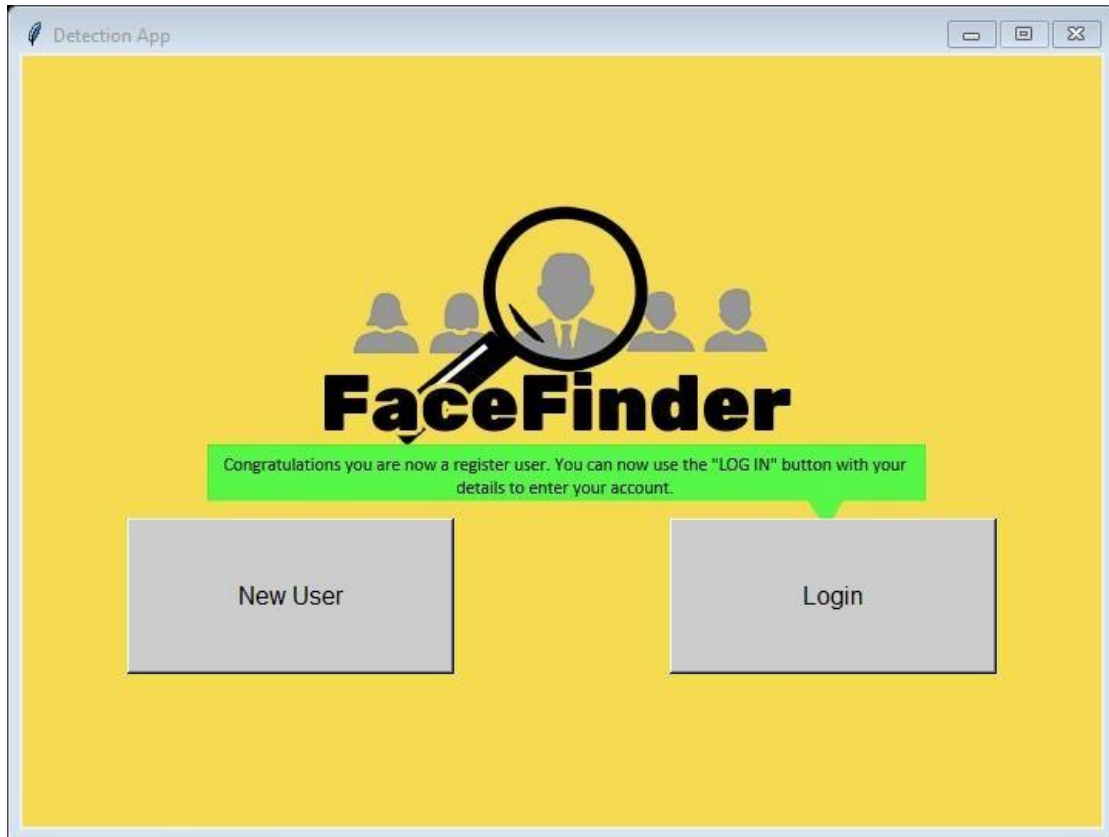 Detection App
FaceFinder
Congratulations you are now a register user. You can now use the "LOG IN" button with your
details to enter your account.
New User
Login